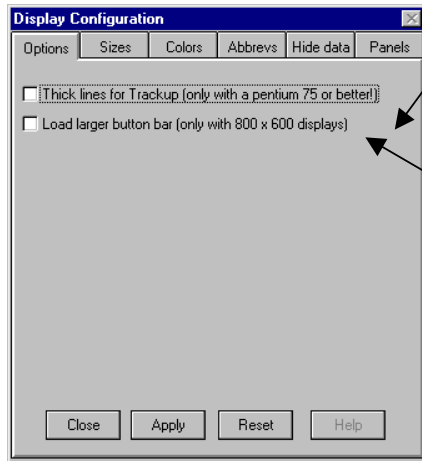 Display Configuration
Options Sizes Colors Abbrevs Hide data Panels
Thick lines for Trackup (only with a pentium 75 or better!)
Load larger button bar (only with 800 x 600 displays)
Close Apply Reset Help